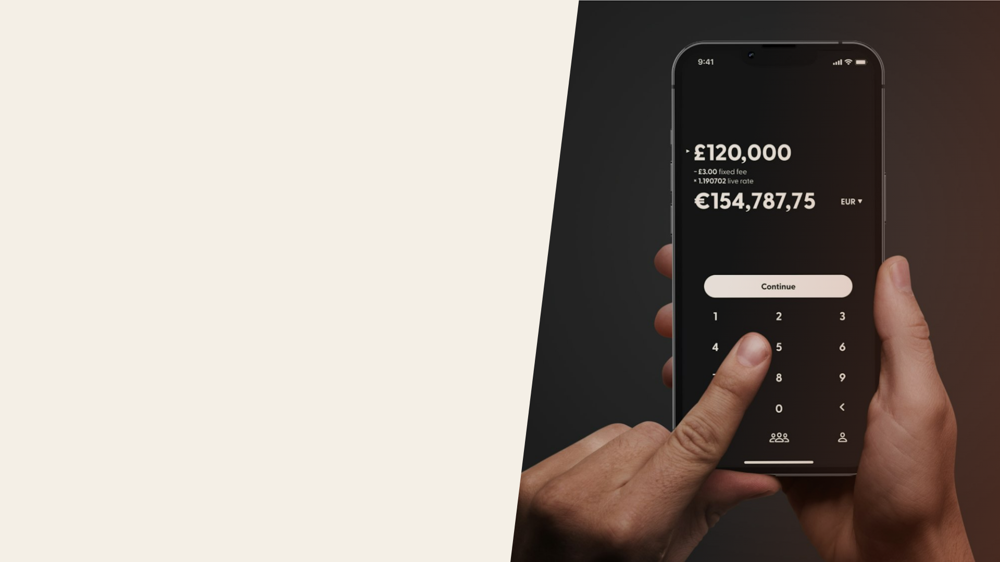 9:41
£120,000
- £3.00 fixed fee
× 1.190702 live rate
€154,787,75
EUR ▼
Continue
1 2 3
4 5 6
8 9
0 <